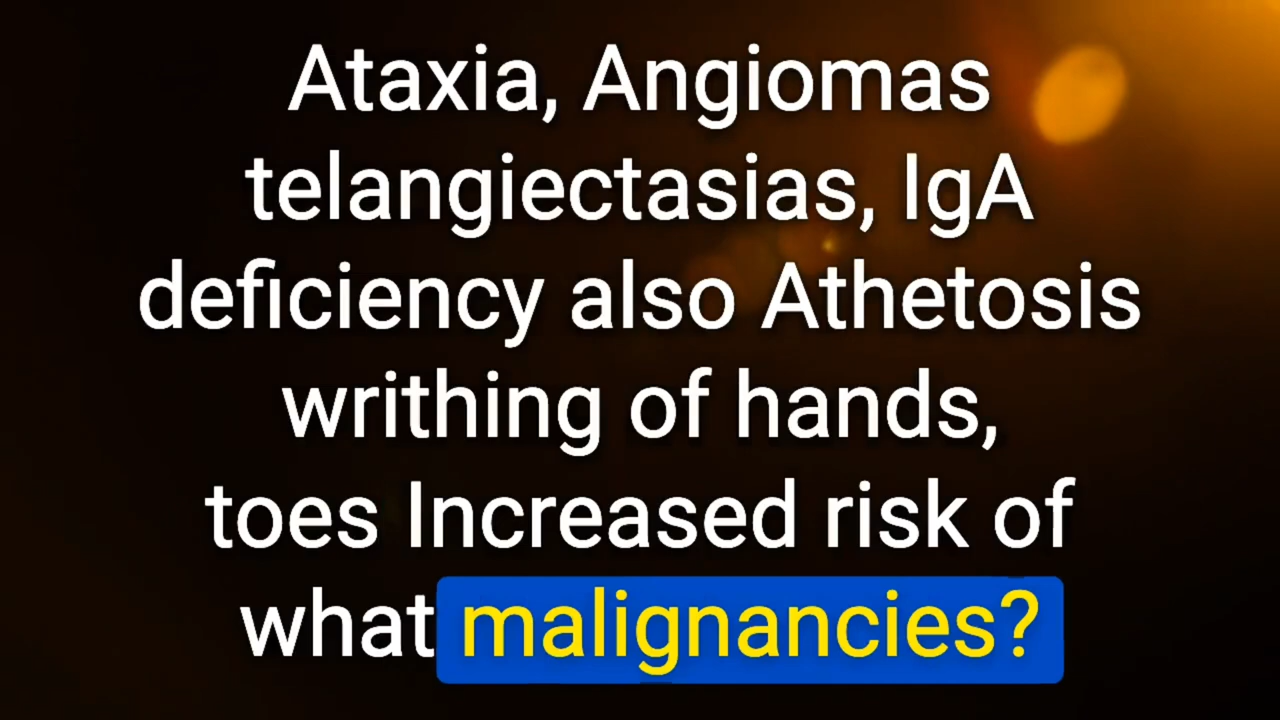 Ataxia, Angiomas
telangiectasias, IgA
deficiency also Athetosis
writhing of hands,
toes Increased risk of
what malignancies?